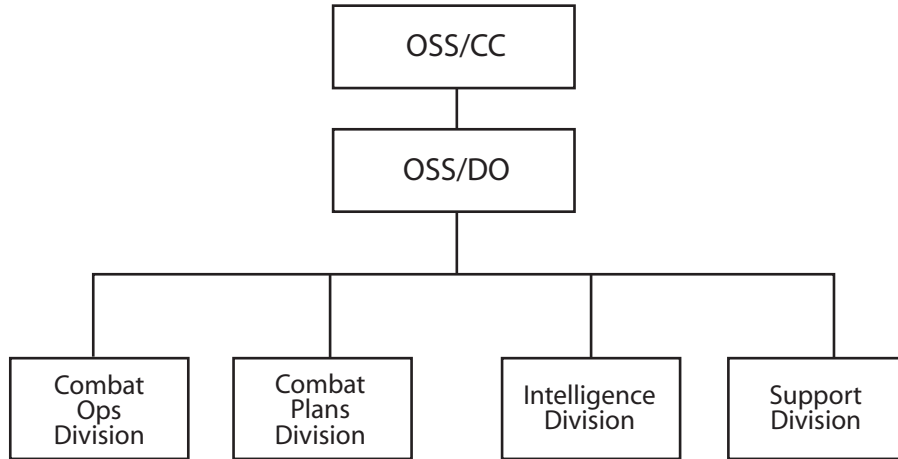 OSS/CC
OSS/DO
Combat
Ops
Division
Combat
Plans
Division
Intelligence
Division
Support
Division